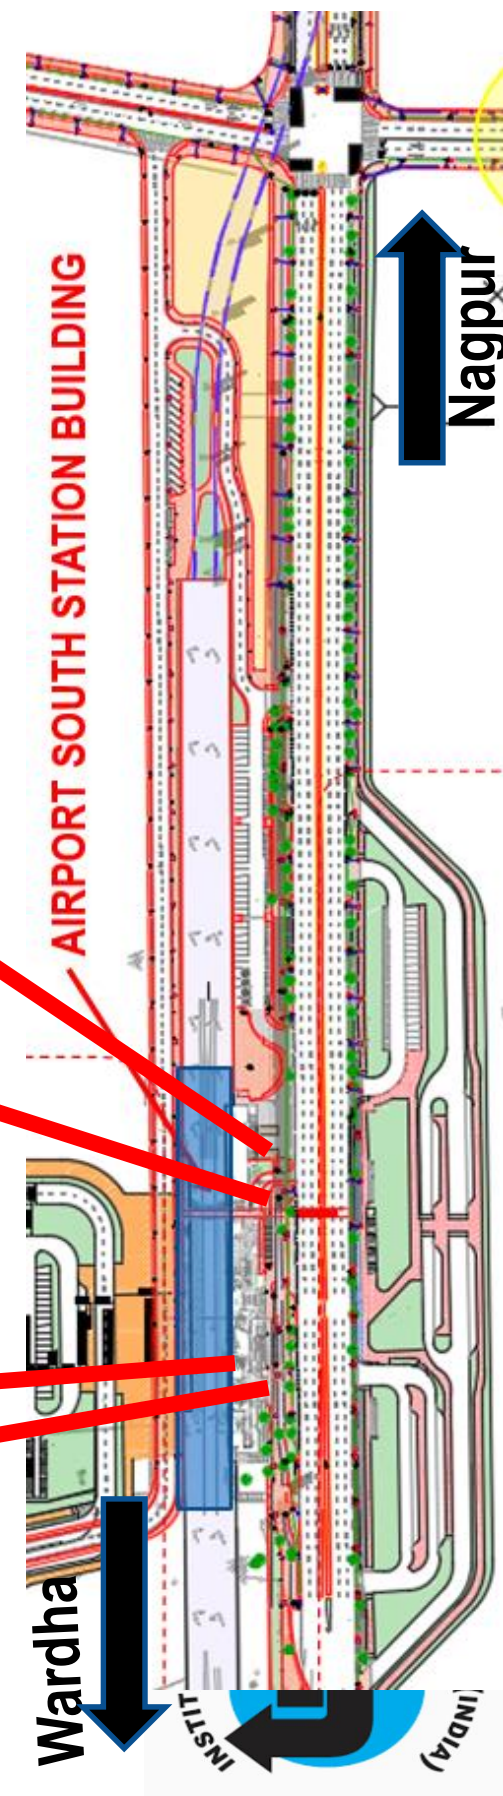 Nagpur
AIRPORT SOUTH STATION BUILDING
Wardha
INSTIT
(INDIA)